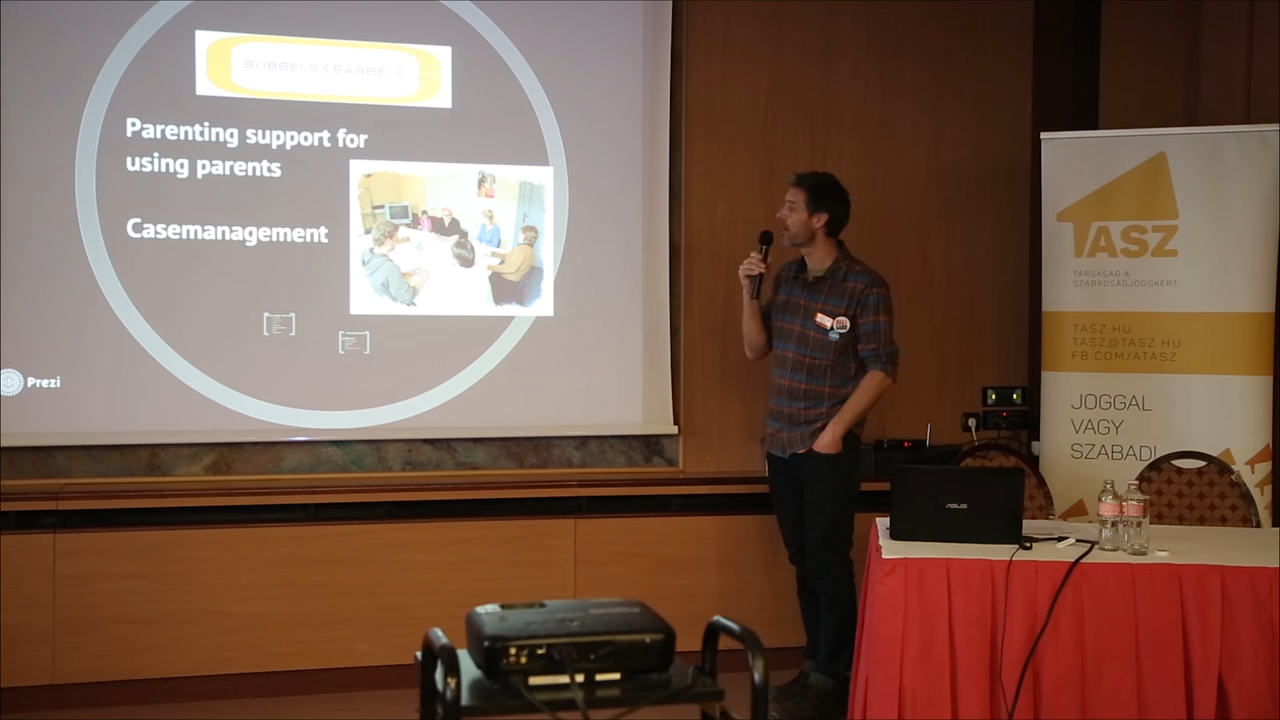 BUBBELS & BABBELS
Parenting support for
using parents
Casemanagement
Prezi
TASZ
TÁRSASÁG A
SZABADSÁGJOGOKÉRT
TASZ.HU
TASZ@TASZ.HU
FB.COM/ATASZ
JOGGAL
VAGY
SZABAD!
ASUS